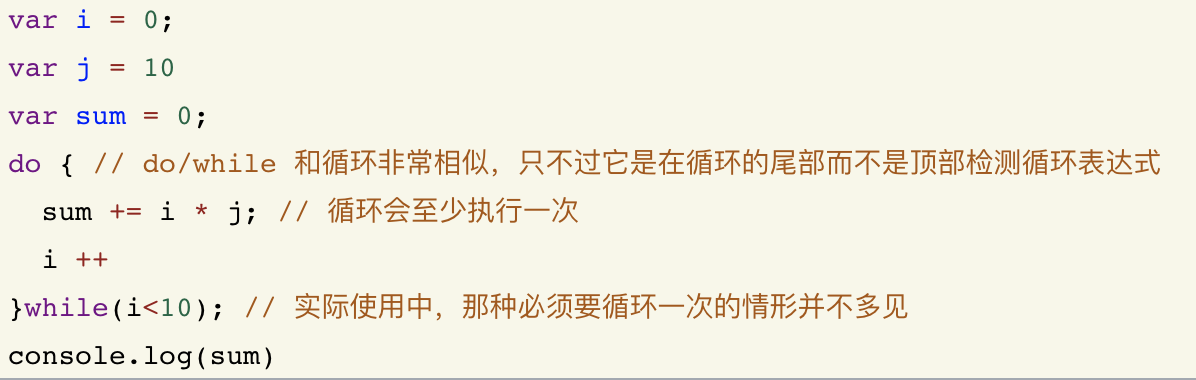 var i = 0;
var j = 10
var sum = 0;
do { // do/while 和循环非常相似，只不过它是在循环的尾部而不是顶部检测循环表达式
  sum += i * j; // 循环会至少执行一次
  i ++
}while(i<10); // 实际使用中，那种必须要循环一次的情形并不多见
console.log(sum)